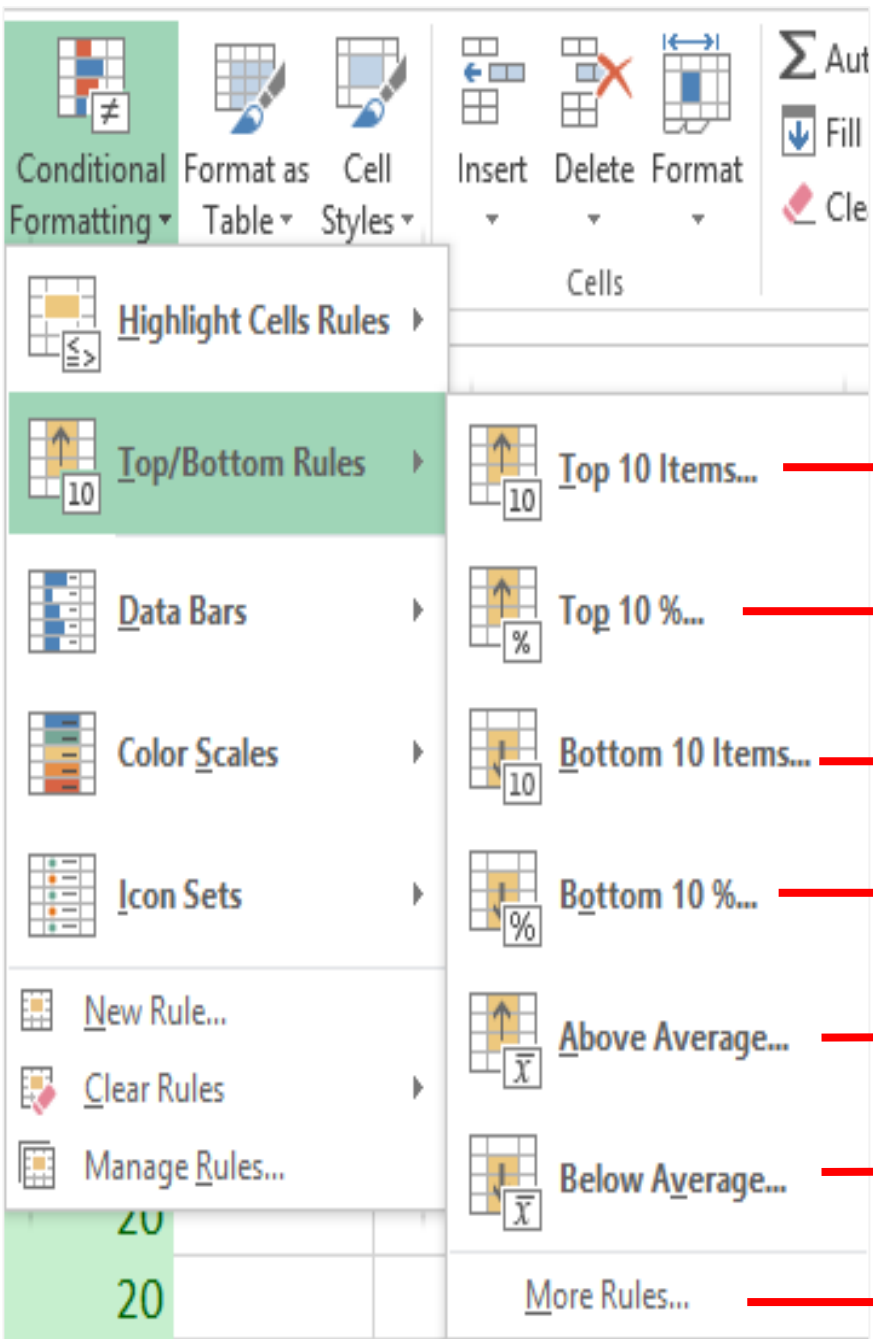 Conditional Formatting
Format as Table
Cell Styles
Insert
Delete
Format
Σ Aut
Fill
Cle
Cells
Highlight Cells Rules
Top/Bottom Rules
Data Bars
Color Scales
Icon Sets
New Rule...
Clear Rules
Manage Rules...
Top 10 Items...
Top 10 %...
Bottom 10 Items...
Bottom 10 %...
Above Average...
Below Average...
More Rules...
20
20